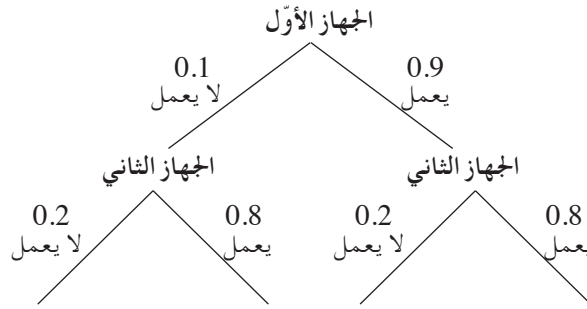 الجهاز الأوّل
0.9
0.1
يعمل
لا يعمل
الجهاز الثاني
الجهاز الثاني
0.8
0.2
0.8
0.2
يعمل
لا يعمل
يعمل
لا يعمل